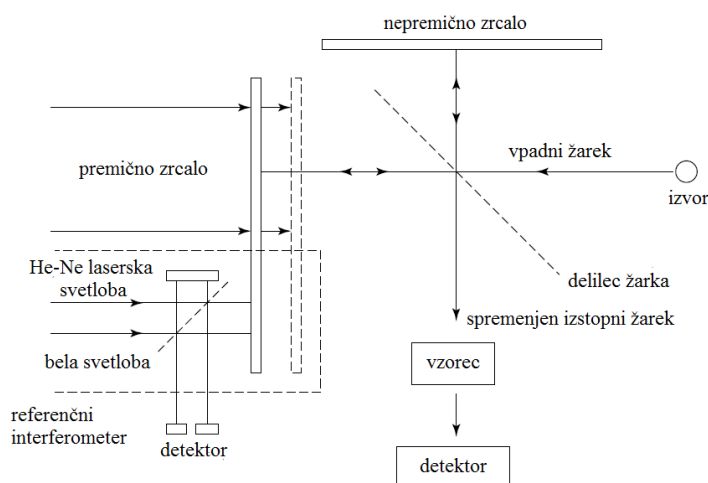 nepremično zrcalo
vpadni žarek
premično zrcalo
izvor
He-Ne laserska
svetloba
delilec žarka
spremenjen izstopni žarek
bela svetloba
vzorec
referenčni
interferometer
detektor
detektor